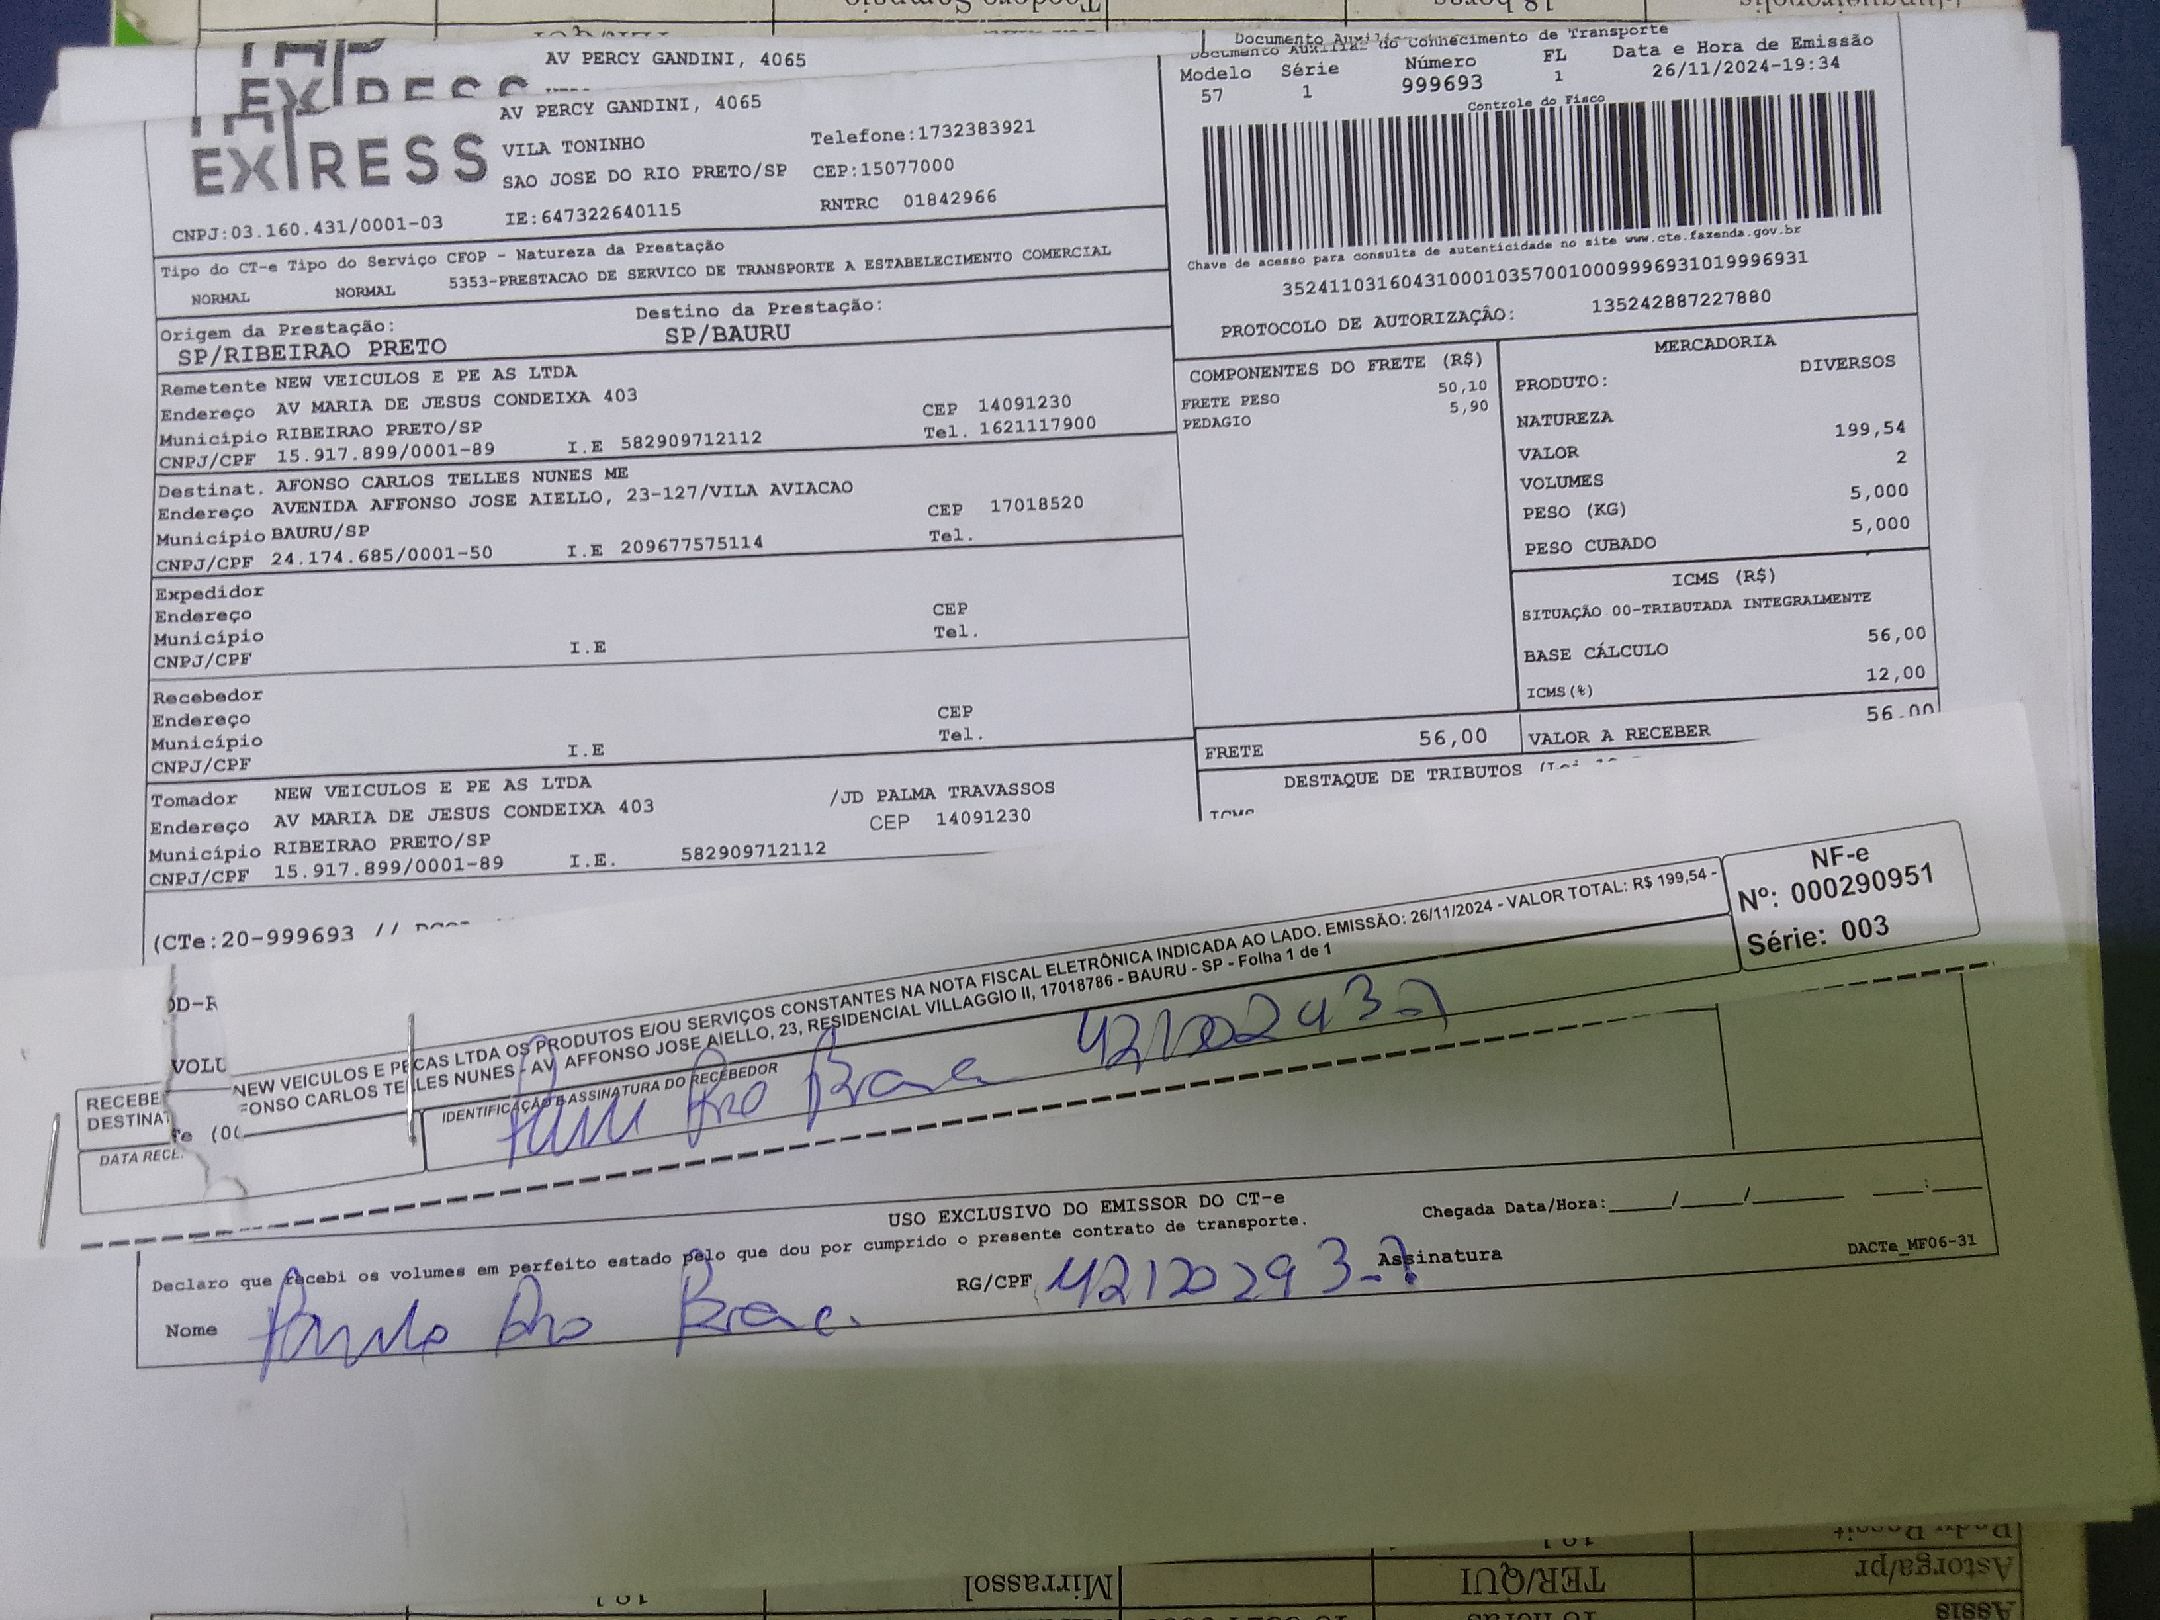 AV PERCY GANDINI, 4065
EXPRESS
AV PERCY GANDINI, 4065
EXPRESS
VILA TONINHO Telefone:1732383921
SAO JOSE DO RIO PRETO/SP CEP:15077000
CNPJ:03.160.431/0001-03 IE:647322640115 RNTRC 01842966
Tipo do CT-e Tipo do Serviço CFOP - Natureza da Prestação
NORMAL NORMAL 5353-PRESTACAO DE SERVICO DE TRANSPORTE A ESTABELECIMENTO COMERCIAL
Origem da Prestação: Destino da Prestação:
SP/RIBEIRAO PRETO SP/BAURU
Remetente NEW VEICULOS E PE AS LTDA
Endereço AV MARIA DE JESUS CONDEIXA 403 CEP 14091230
Município RIBEIRAO PRETO/SP Tel. 1621117900
CNPJ/CPF 15.917.899/0001-89 I.E 582909712112
Destinat. AFONSO CARLOS TELLES NUNES ME
Endereço AVENIDA AFFONSO JOSE AIELLO, 23-127/VILA AVIACAO CEP 17018520
Município BAURU/SP Tel.
CNPJ/CPF 24.174.685/0001-50 I.E 209677575114
Expedidor
Endereço CEP
Município Tel.
CNPJ/CPF I.E
Recebedor
Endereço CEP
Município Tel.
CNPJ/CPF I.E
Tomador NEW VEICULOS E PE AS LTDA
Endereço AV MARIA DE JESUS CONDEIXA 403 /JD PALMA TRAVASSOS
Município RIBEIRAO PRETO/SP CEP 14091230
CNPJ/CPF 15.917.899/0001-89 I.E. 582909712112
(CTe:20-999693 //
Documento Auxiliar do Conhecimento de Transporte
Modelo Série Número FL Data e Hora de Emissão
57 1 999693 1 26/11/2024-19:34
Controle do Fisco
Chave de acesso para consulta de autenticidade no site www.cte.fazenda.gov.br
35241103160431000103570010009996931019996931
PROTOCOLO DE AUTORIZAÇÃO: 135242887227880
COMPONENTES DO FRETE (R$)
FRETE PESO 50,10
PEDAGIO 5,90
MERCADORIA
PRODUTO: DIVERSOS
NATUREZA
VALOR 199,54
VOLUMES 2
PESO (KG) 5,000
PESO CUBADO 5,000
ICMS (R$)
SITUAÇÃO 00-TRIBUTADA INTEGRALMENTE
BASE CÁLCULO 56,00
ICMS(%) 12,00
FRETE 56,00 VALOR A RECEBER 56,00
DESTAQUE DE TRIBUTOS
ICMS
NF-e
Nº: 000290951
Série: 003
OD-R
VOLU
RECEBE NEW VEICULOS E PECAS LTDA OS PRODUTOS E/OU SERVIÇOS CONSTANTES NA NOTA FISCAL ELETRÔNICA INDICADA AO LADO. EMISSÃO: 26/11/2024 - VALOR TOTAL: R$ 199,54 -
DESTINAT FONSO CARLOS TELLES NUNES - AV AFFONSO JOSE AIELLO, 23, RESIDENCIAL VILLAGGIO II, 17018786 - BAURU - SP - Folha 1 de 1
DATA RECE. IDENTIFICAÇÃO E ASSINATURA DO RECEBEDOR
USO EXCLUSIVO DO EMISSOR DO CT-e
Declaro que recebi os volumes em perfeito estado pelo que dou por cumprido o presente contrato de transporte.
Chegada Data/Hora:_____/_____/________ ____:____
Nome RG/CPF 42120293-7 Assinatura
DACTe_MF06-31
Mirrassol
TER/QUI
Astorga/pr
Assis